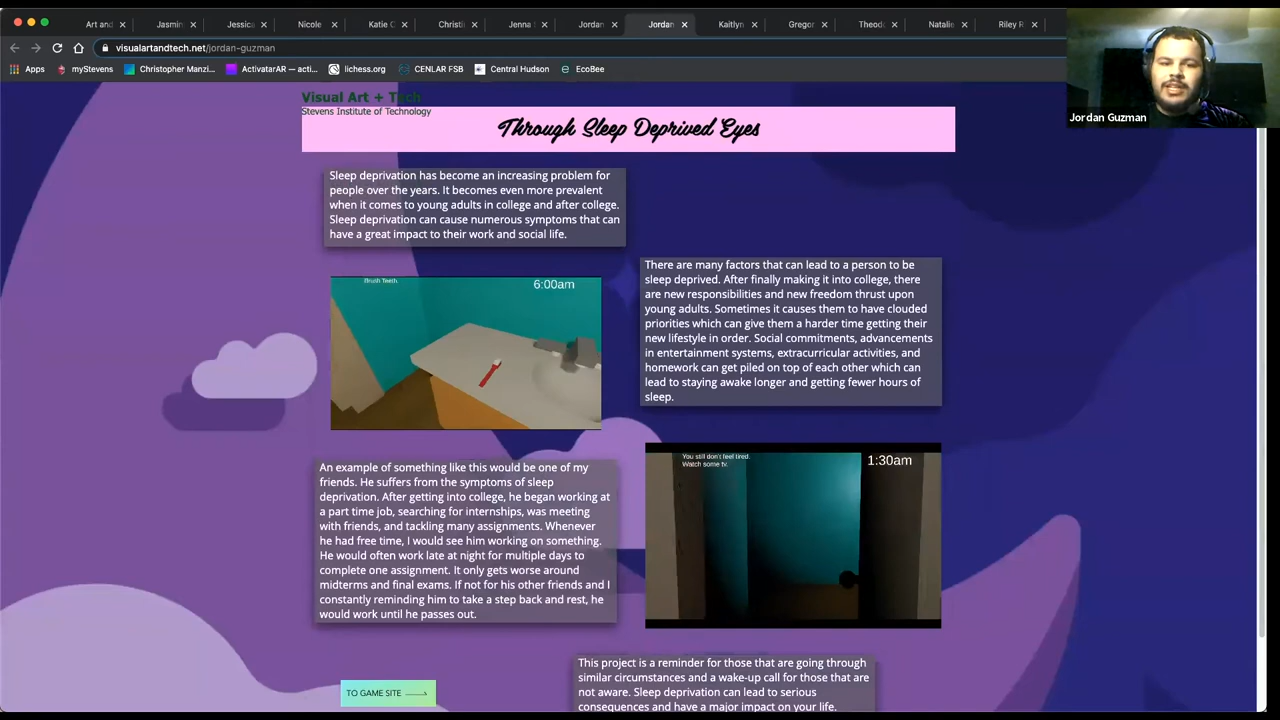 Art and
Jasmin
Jessica
Nicole
Katie C
Christi
Jenna
Jordan
Jordan
Kaitlyn
Gregor
Theod
Natalie
Riley R
visualartandtech.net/jordan-guzman
Apps
myStevens
Christopher Manzi...
ActivatarAR — acti...
lichess.org
CENLAR FSB
Central Hudson
EcoBee
Jordan Guzman
Visual Art + Tech
Stevens Institute of Technology
Through Sleep Deprived Eyes
Sleep deprivation has become an increasing problem for
people over the years. It becomes even more prevalent
when it comes to young adults in college and after college.
Sleep deprivation can cause numerous symptoms that can
have a great impact to their work and social life.
There are many factors that can lead to a person to be
sleep deprived. After finally making it into college, there
are new responsibilities and new freedom thrust upon
young adults. Sometimes it causes them to have clouded
priorities which can give them a harder time getting their
new lifestyle in order. Social commitments, advancements
in entertainment systems, extracurricular activities, and
homework can get piled on top of each other which can
lead to staying awake longer and getting fewer hours of
sleep.
Brush Teeth.
6:00am
An example of something like this would be one of my
friends. He suffers from the symptoms of sleep
deprivation. After getting into college, he began working at
a part time job, searching for internships, was meeting
with friends, and tackling many assignments. Whenever
he had free time, I would see him working on something.
He would often work late at night for multiple days to
complete one assignment. It only gets worse around
midterms and final exams. If not for his other friends and I
constantly reminding him to take a step back and rest, he
would work until he passes out.
You still don't feel tired.
Watch some tv.
1:30am
This project is a reminder for those that are going through
similar circumstances and a wake-up call for those that are
not aware. Sleep deprivation can lead to serious
consequences and have a major impact on your life.
TO GAME SITE